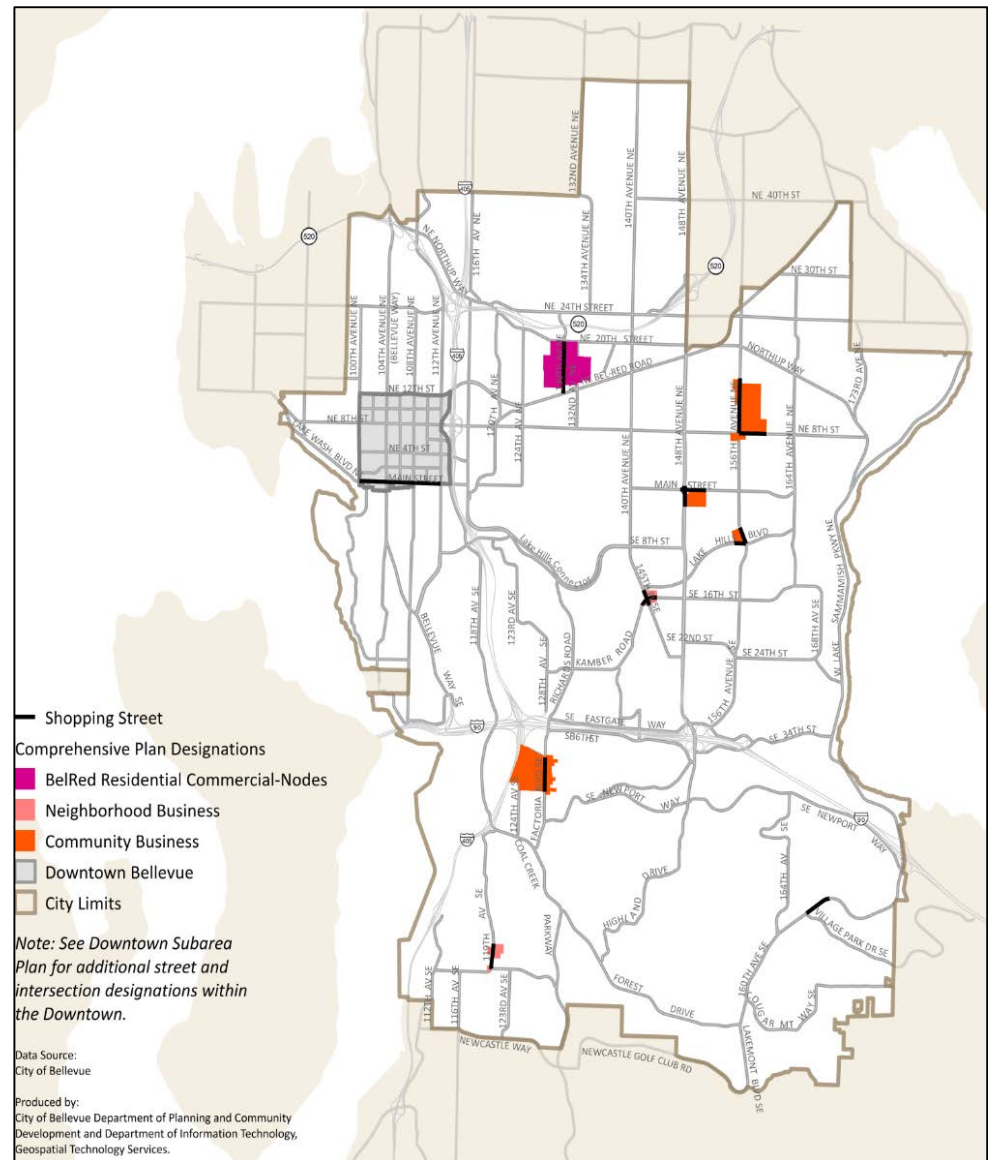 132ND AVENUE NE
140TH AVENUE NE
148TH AVENUE NE
405
NE 40TH ST
116TH AV NE
134TH AVENUE NE
520
NE NORTHUP WAY
520
NE 30TH ST
100TH AVENUE NE
104TH AVENUE NE
(BELLEVUE WAY)
108TH AVENUE NE
112TH AVENUE NE
NE 24TH STREET
520
NE 20TH STREET
NORTHUP WAY
173RD AVE NE
405
BEL-RED ROAD
132ND
NE 12TH ST
120TH AV NE
124TH AV NE
NE 8TH ST
NE 8TH ST
LAKE WASH BLVD
NE 4TH ST
MAIN STREET
140TH AVENUE NE
148TH AVENUE NE
156TH AVENUE NE
164TH AVENUE NE
MAIN STREET
Lake Hills Connector
SE 8TH ST
LAKE HILLS BLVD
145TH
SE
SE 16TH ST
W LAKE SAMMAMISH PKWY NE
BELLEVUE WAY SE
118TH AV SE
123RD AV SE
128TH AV SE
RICHARDS ROAD
KAMBER ROAD
SE 22ND ST
SE 24TH ST
168TH AV SE
156TH AVENUE SE
90
SE EASTGATE WAY
SE 34TH ST
Shopping Street
Comprehensive Plan Designations
BelRed Residential Commercial-Nodes
Neighborhood Business
Community Business
Downtown Bellevue
City Limits
124TH AV SE
FACTORIA
SE NEWPORT WAY
SE NEWPORT WAY
90
405
COAL CREEK PARKWAY
HIGHLAND DRIVE
164TH AV SE
VILLAGE PARK DR SE
119TH AV SE
FOREST DRIVE
160TH AVE SE
COUGAR MT WAY SE
112TH AV SE
116TH AV SE
123RD AV SE
LAKEMONT BLVD SE
NEWCASTLE WAY
NEWCASTLE GOLF CLUB RD
Note: See Downtown Subarea
Plan for additional street and
intersection designations within
the Downtown.
Data Source:
City of Bellevue
Produced by:
City of Bellevue Department of Planning and Community
Development and Department of Information Technology,
Geospatial Technology Services.